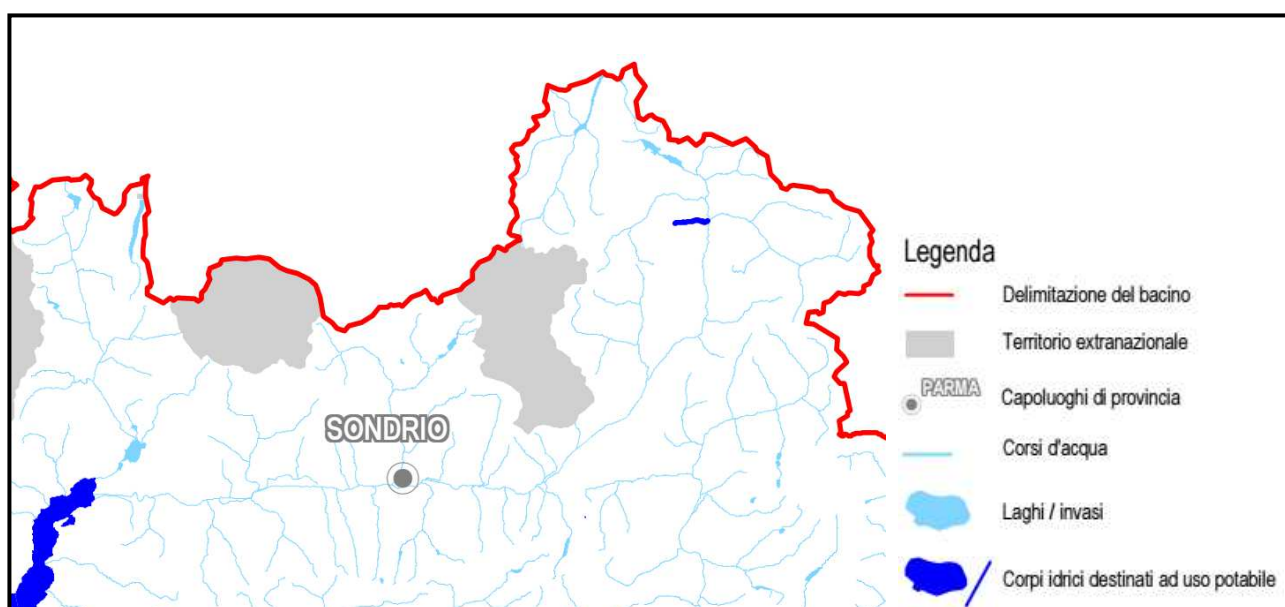 SONDRIO
Legenda
Delimitazione del bacino
Territorio extranazionale
PARMA
Capoluoghi di provincia
Corsi d'acqua
Laghi / invasi
Corpi idrici destinati ad uso potabile